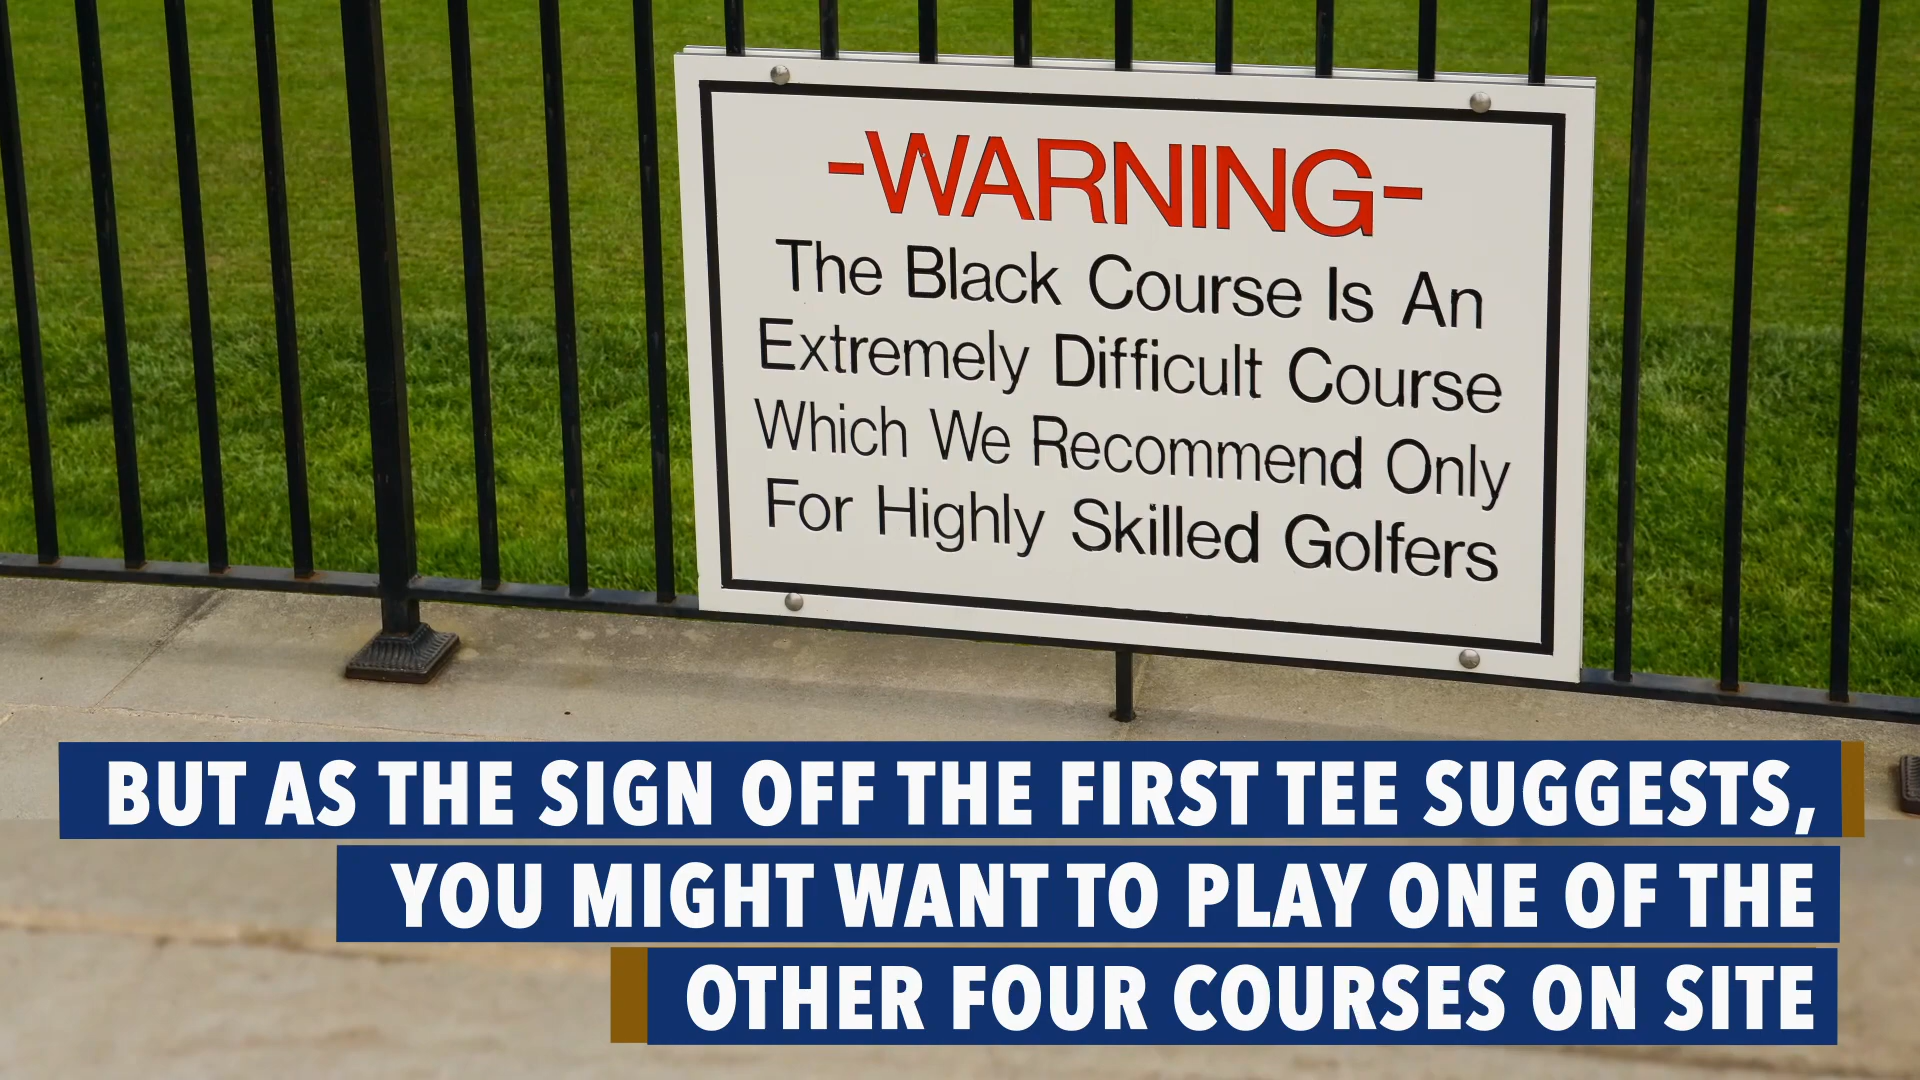 -WARNING-
The Black Course Is An
Extremely Difficult Course
Which We Recommend Only
For Highly Skilled Golfers
BUT AS THE SIGN OFF THE FIRST TEE SUGGESTS,
YOU MIGHT WANT TO PLAY ONE OF THE
OTHER FOUR COURSES ON SITE